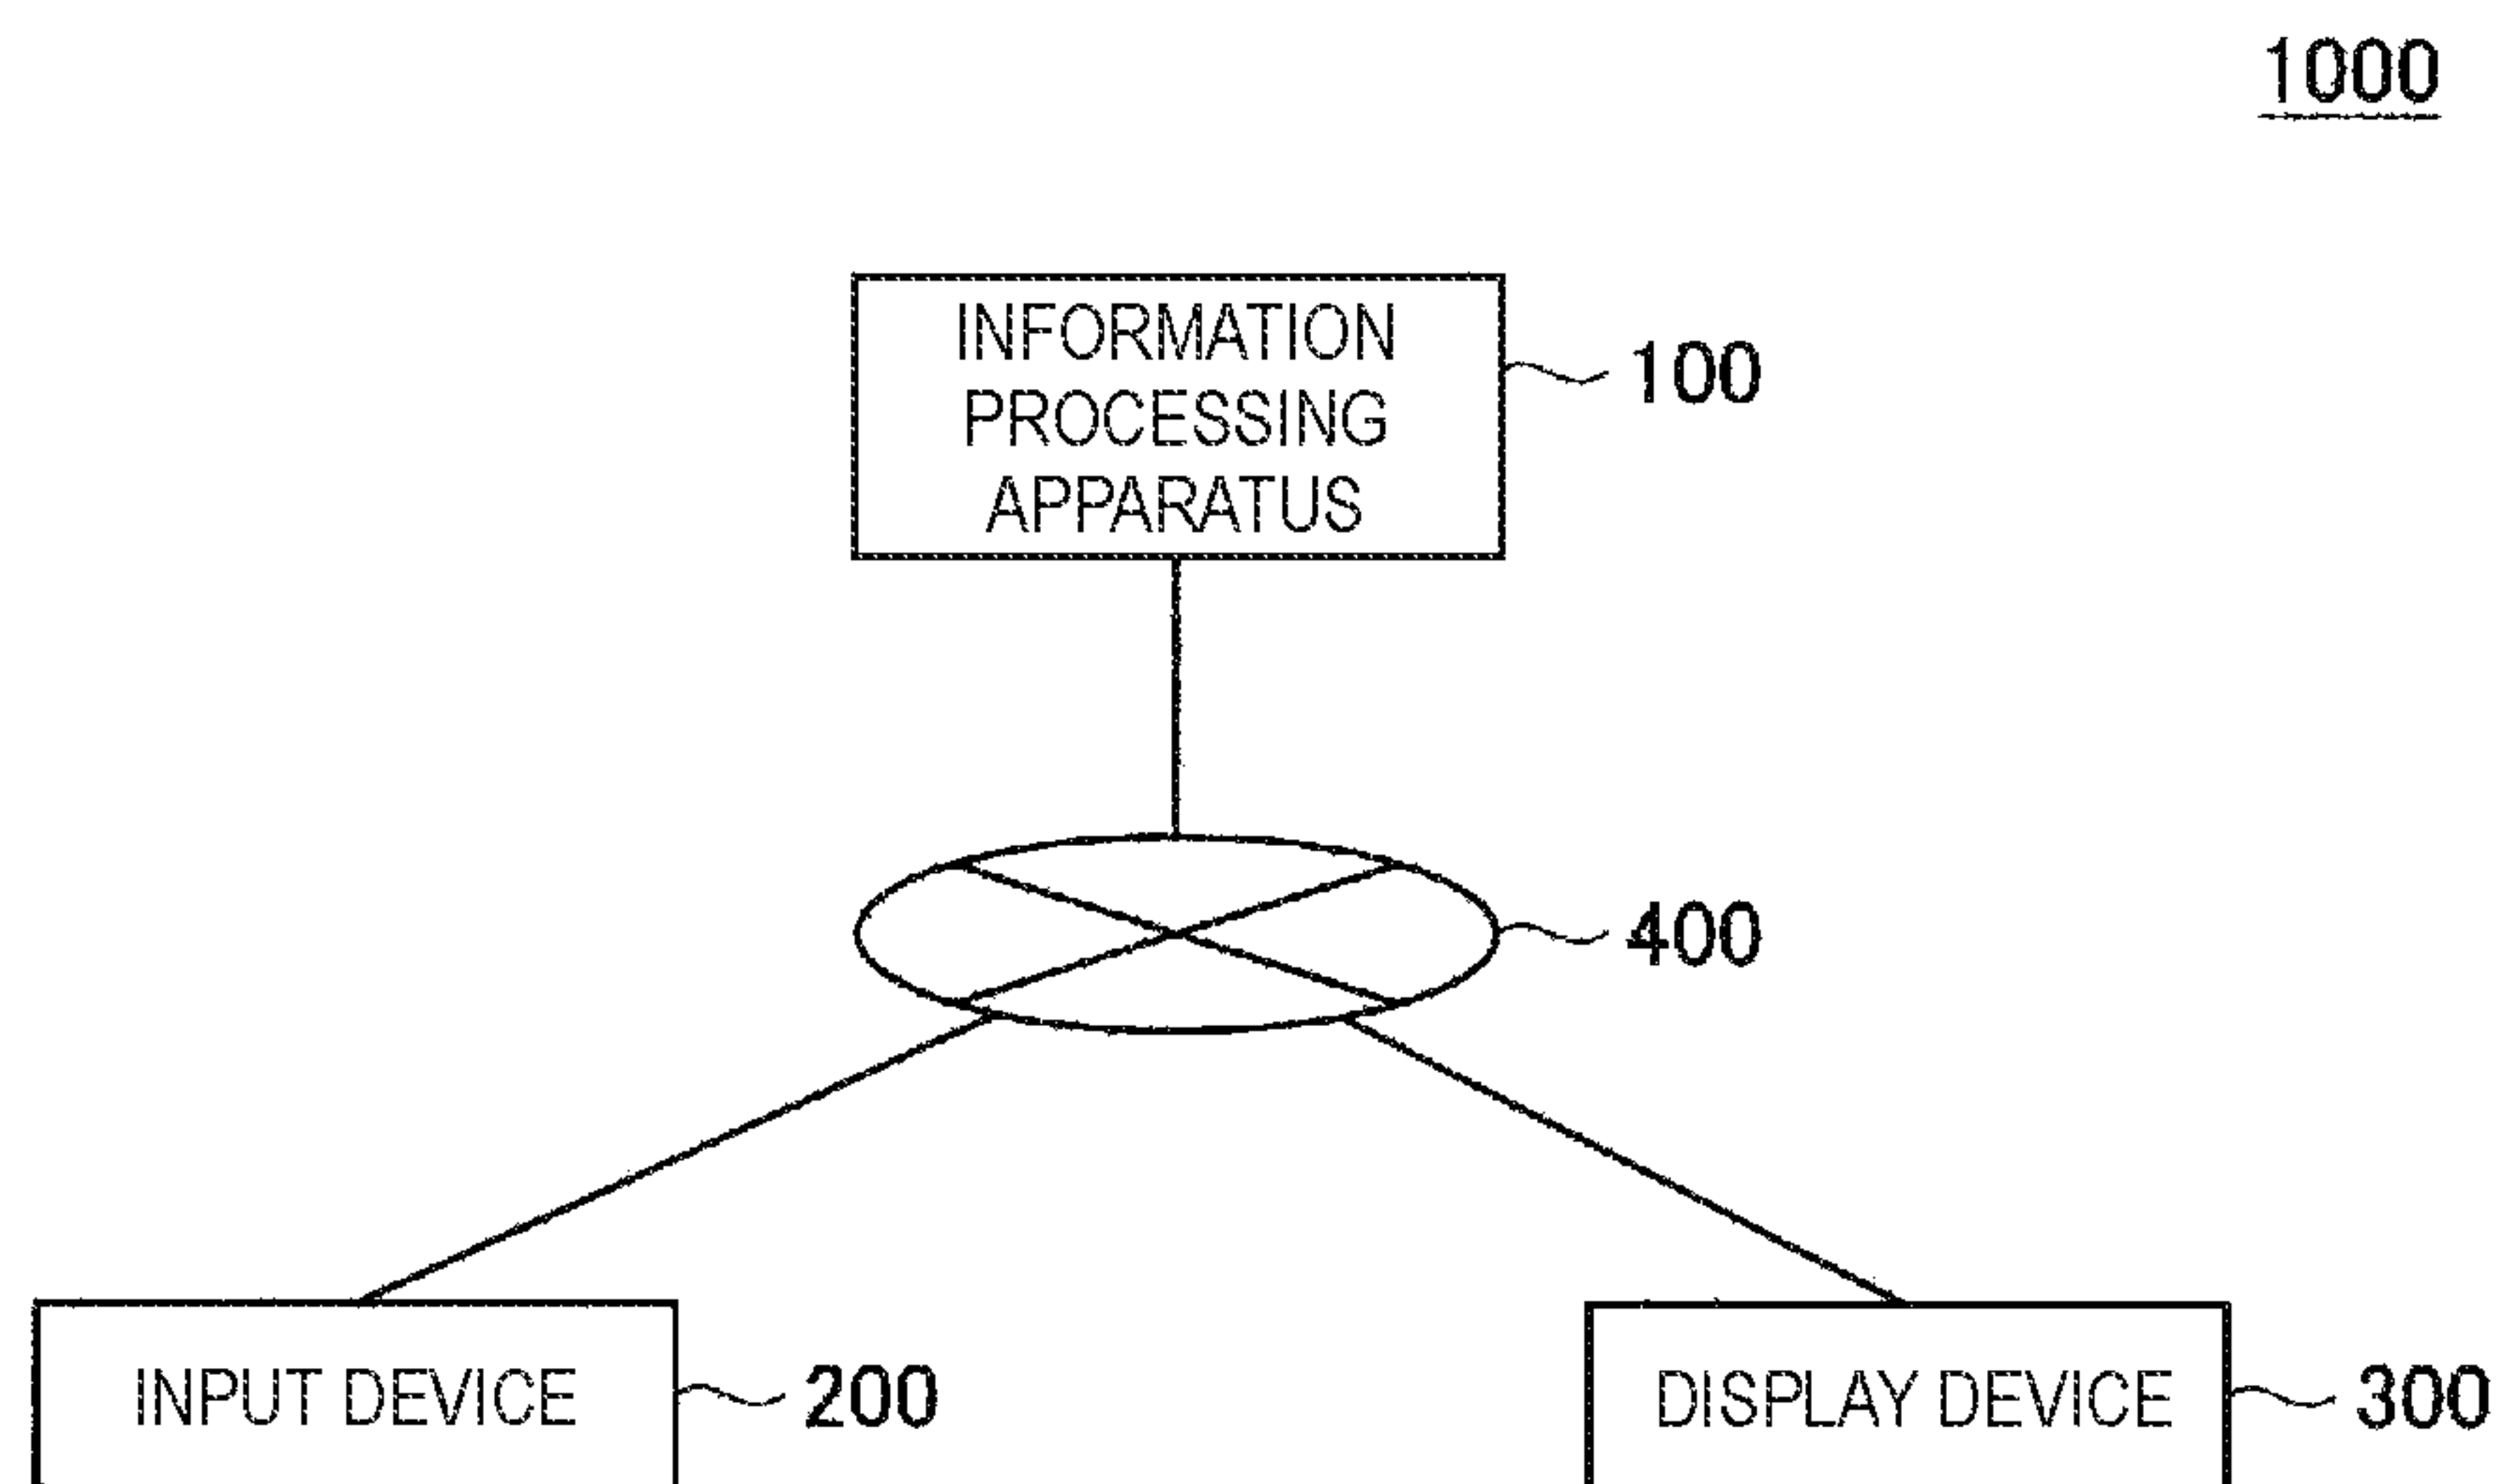 1000
INFORMATION
PROCESSING
APPARATUS
100
400
INPUT DEVICE
200
DISPLAY DEVICE
300